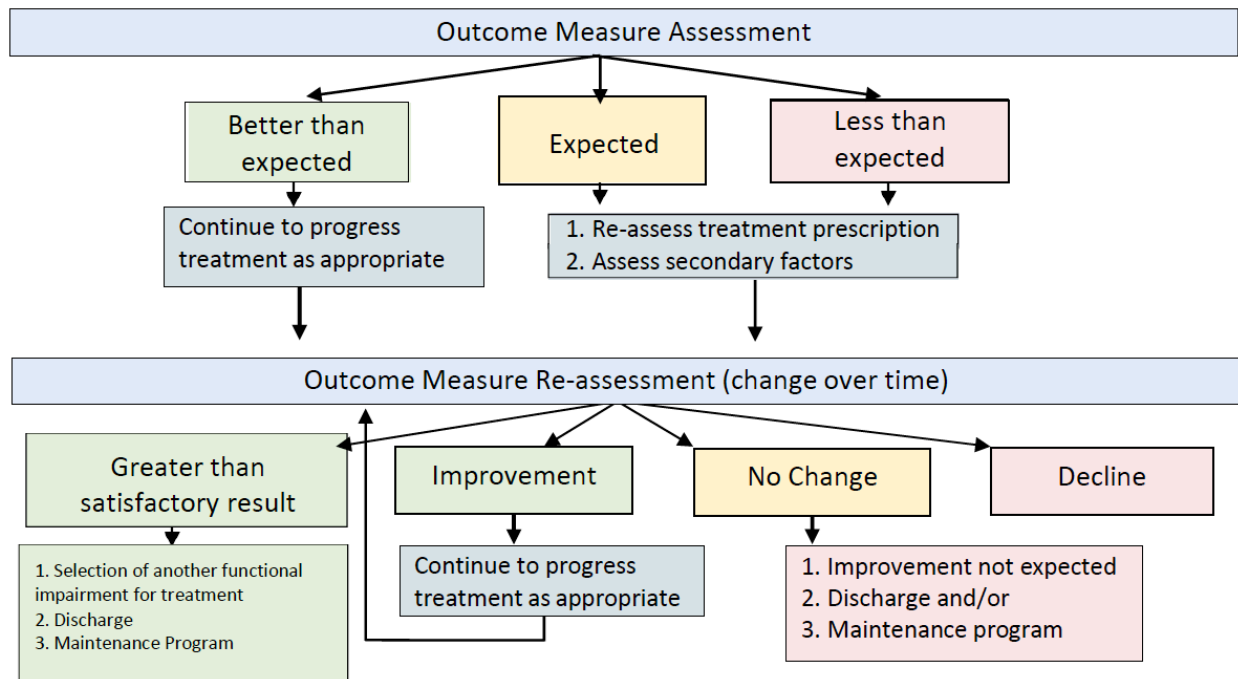 Outcome Measure Assessment
Better than
expected
Expected
Less than
expected
Continue to progress
treatment as appropriate
1. Re-assess treatment prescription
2. Assess secondary factors
Outcome Measure Re-assessment (change over time)
Greater than
satisfactory result
Improvement
No Change
Decline
1. Selection of another functional
impairment for treatment
2. Discharge
3. Maintenance Program
Continue to progress
treatment as appropriate
1. Improvement not expected
2. Discharge and/or
3. Maintenance program